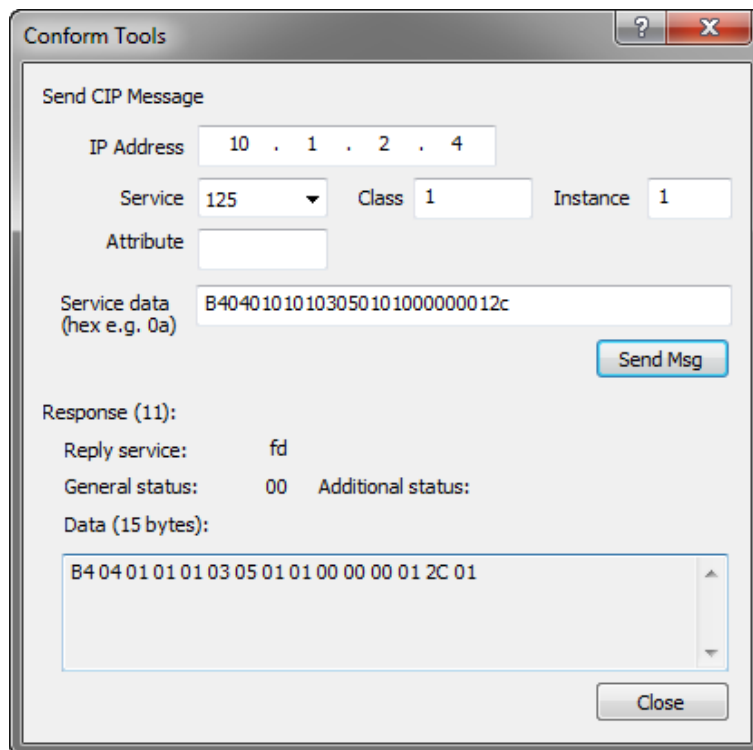 Conform Tools
Send CIP Message
IP Address 10 . 1 . 2 . 4
Service 125 Class 1 Instance 1
Attribute
Service data B40401010103050101000000012c
(hex e.g. 0a)
Send Msg
Response (11):
Reply service: fd
General status: 00 Additional status:
Data (15 bytes):
B4 04 01 01 01 03 05 01 01 00 00 00 01 2C 01
Close